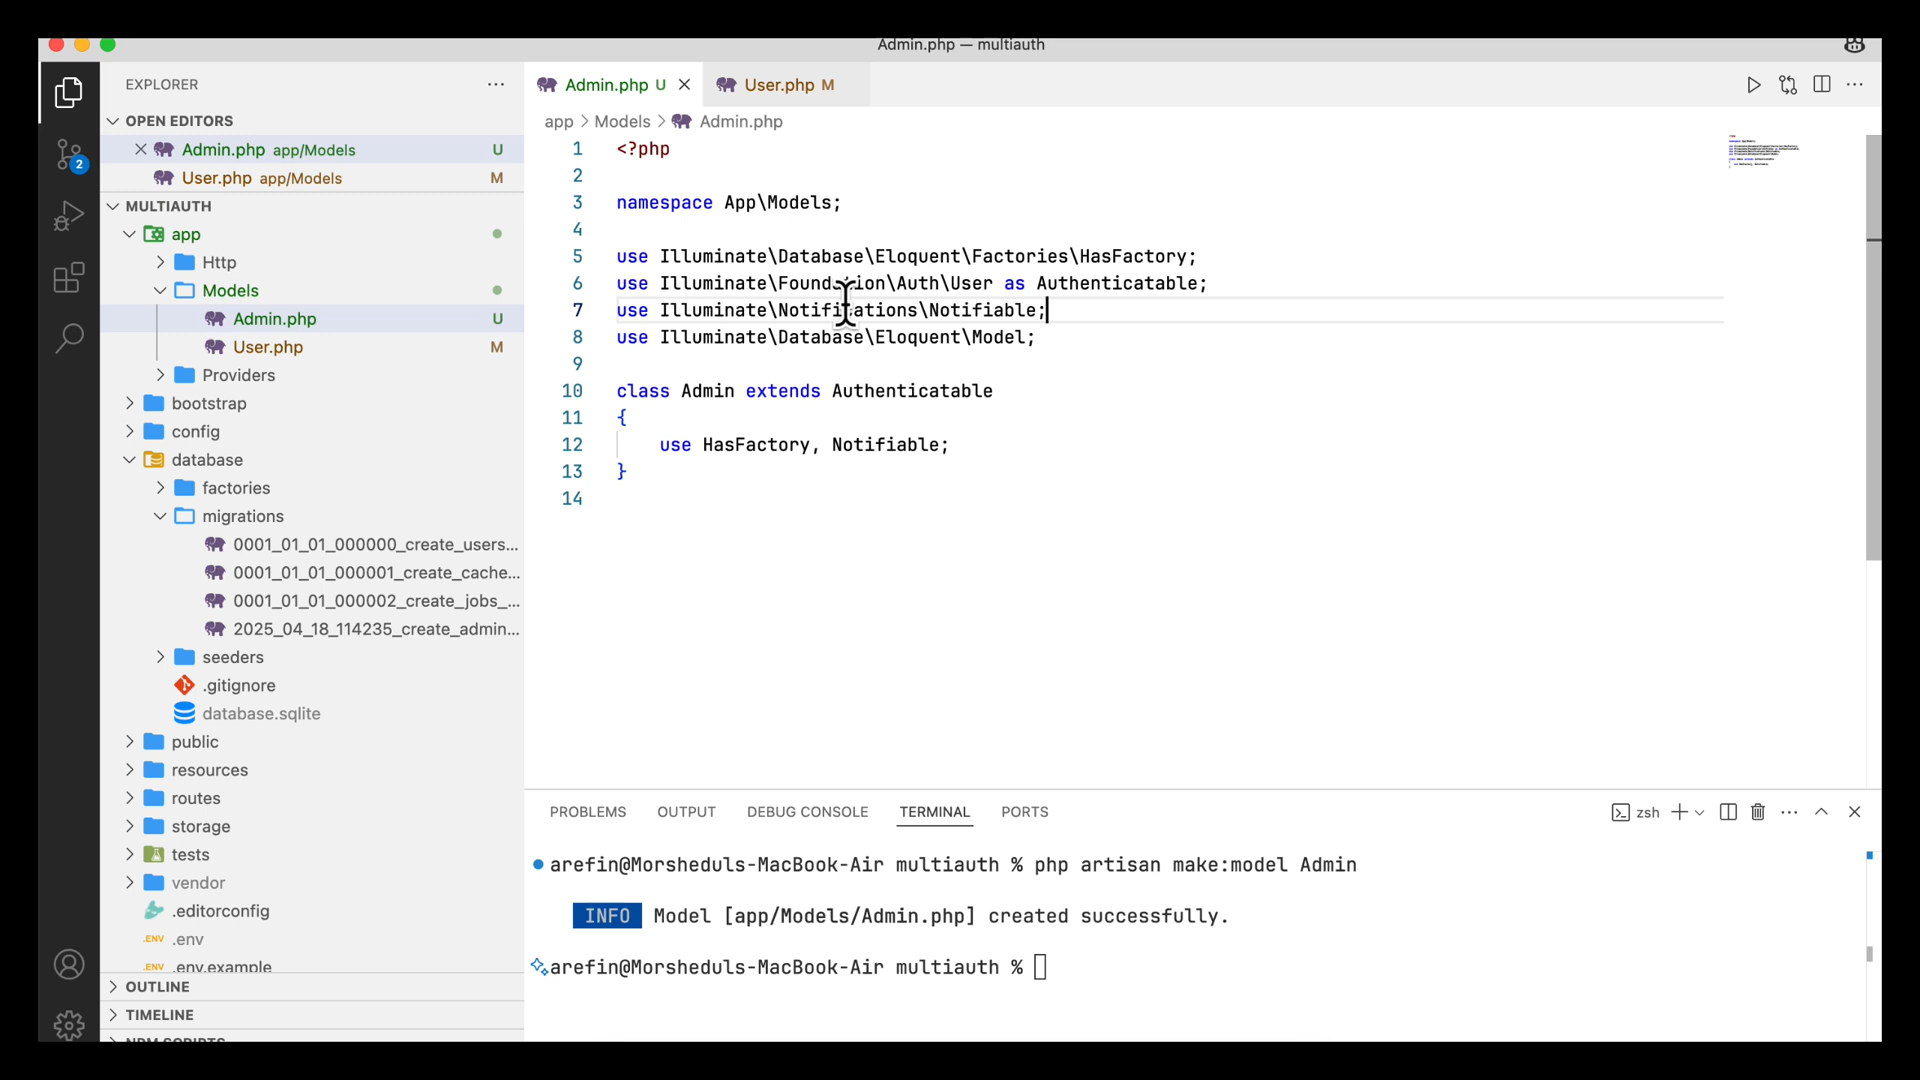 Admin.php — multiauth
EXPLORER
OPEN EDITORS
Admin.php app/Models U
User.php app/Models M
MULTIAUTH
app
Http
Models
Admin.php U
User.php M
Providers
bootstrap
config
database
factories
migrations
0001_01_01_000000_create_users...
0001_01_01_000001_create_cache...
0001_01_01_000002_create_jobs_...
2025_04_18_114235_create_admin...
seeders
.gitignore
database.sqlite
public
resources
routes
storage
tests
vendor
.editorconfig
.ENV .env
.ENV .env.example
OUTLINE
TIMELINE
NPM SCRIPTS
2
Admin.php U
User.php M
app > Models > Admin.php
1 <?php
2
3 namespace App\Models;
4
5 use Illuminate\Database\Eloquent\Factories\HasFactory;
6 use Illuminate\Foundation\Auth\User as Authenticatable;
7 use Illuminate\Notifications\Notifiable;
8 use Illuminate\Database\Eloquent\Model;
9
10 class Admin extends Authenticatable
11 {
12 use HasFactory, Notifiable;
13 }
14
PROBLEMS OUTPUT DEBUG CONSOLE TERMINAL PORTS
zsh
arefin@Morsheduls-MacBook-Air multiauth % php artisan make:model Admin
INFO Model [app/Models/Admin.php] created successfully.
arefin@Morsheduls-MacBook-Air multiauth %